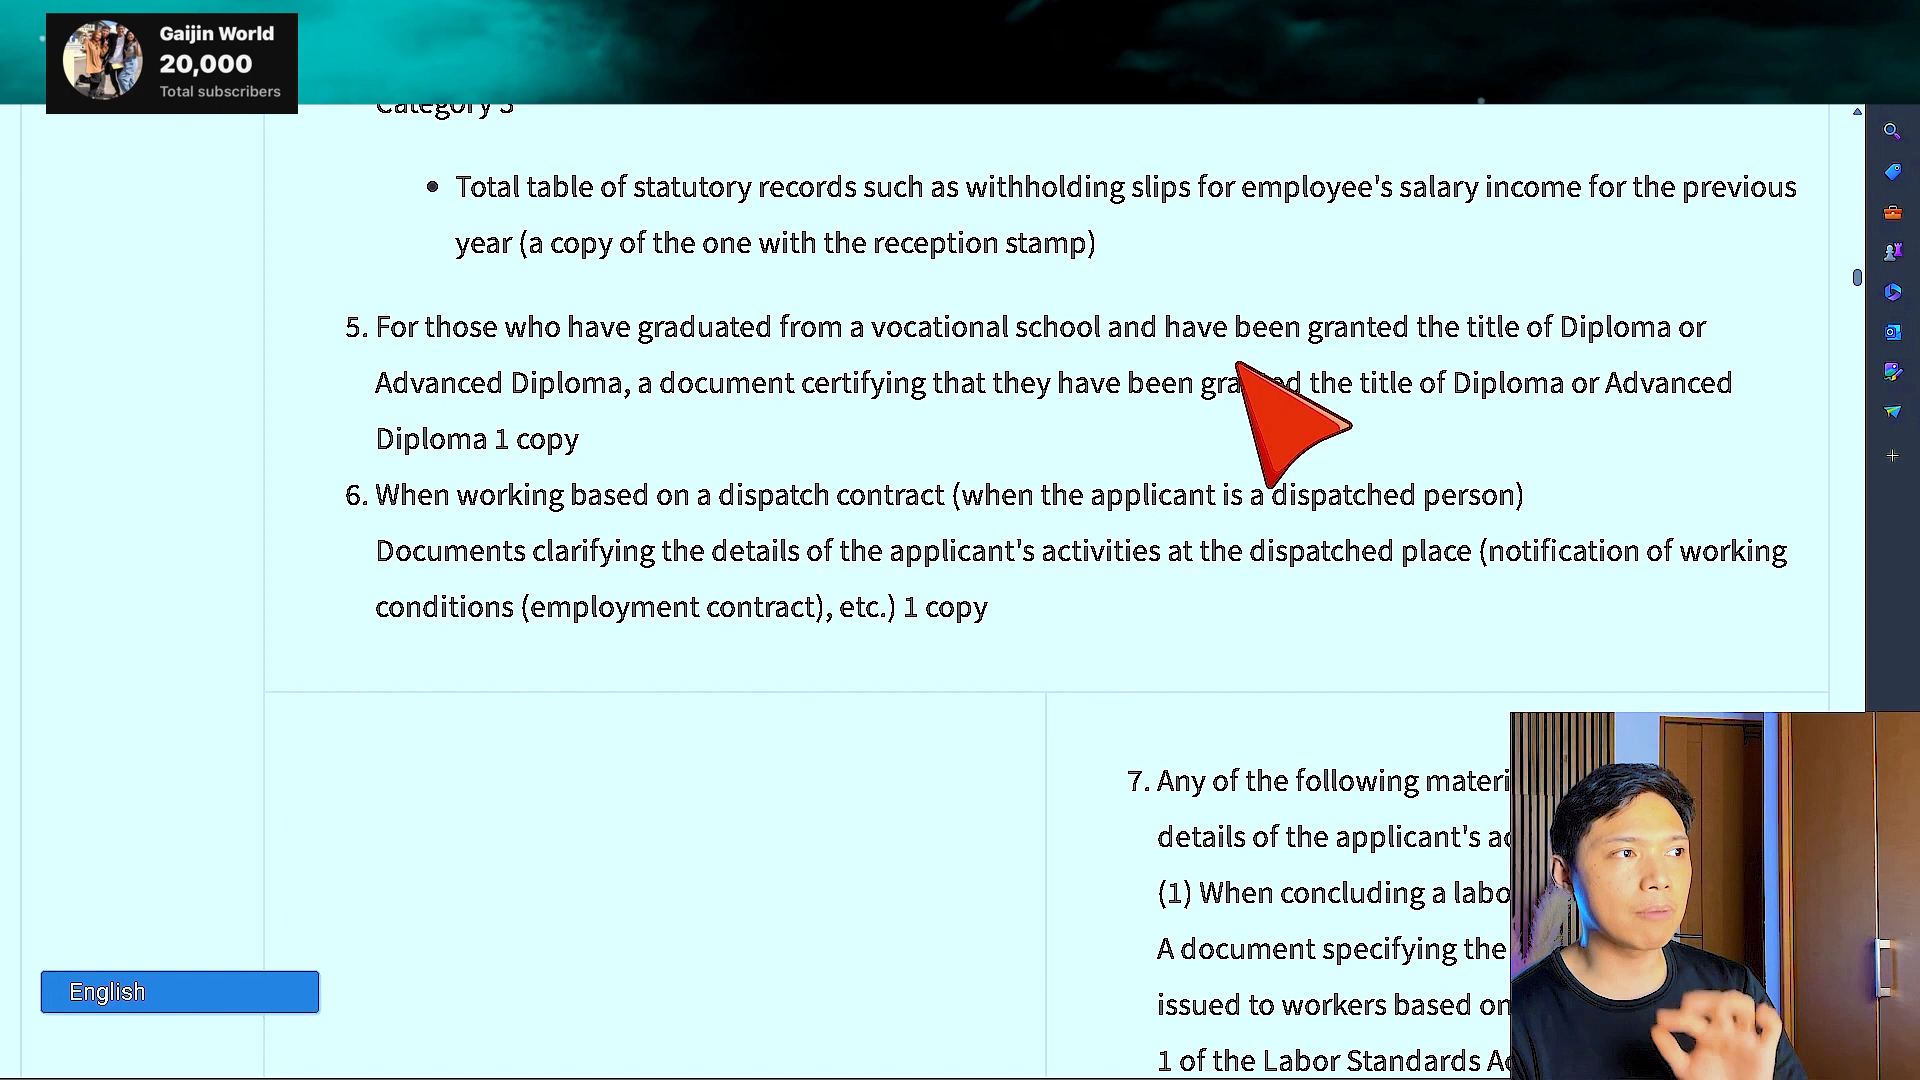 Gaijin World
20,000
Total subscribers
Category 3
• Total table of statutory records such as withholding slips for employee's salary income for the previous
year (a copy of the one with the reception stamp)
5. For those who have graduated from a vocational school and have been granted the title of Diploma or
Advanced Diploma, a document certifying that they have been granted the title of Diploma or Advanced
Diploma 1 copy
6. When working based on a dispatch contract (when the applicant is a dispatched person)
Documents clarifying the details of the applicant's activities at the dispatched place (notification of working
conditions (employment contract), etc.) 1 copy
7. Any of the following materi
details of the applicant's ac
(1) When concluding a labo
A document specifying the
issued to workers based on
1 of the Labor Standards Ac
English